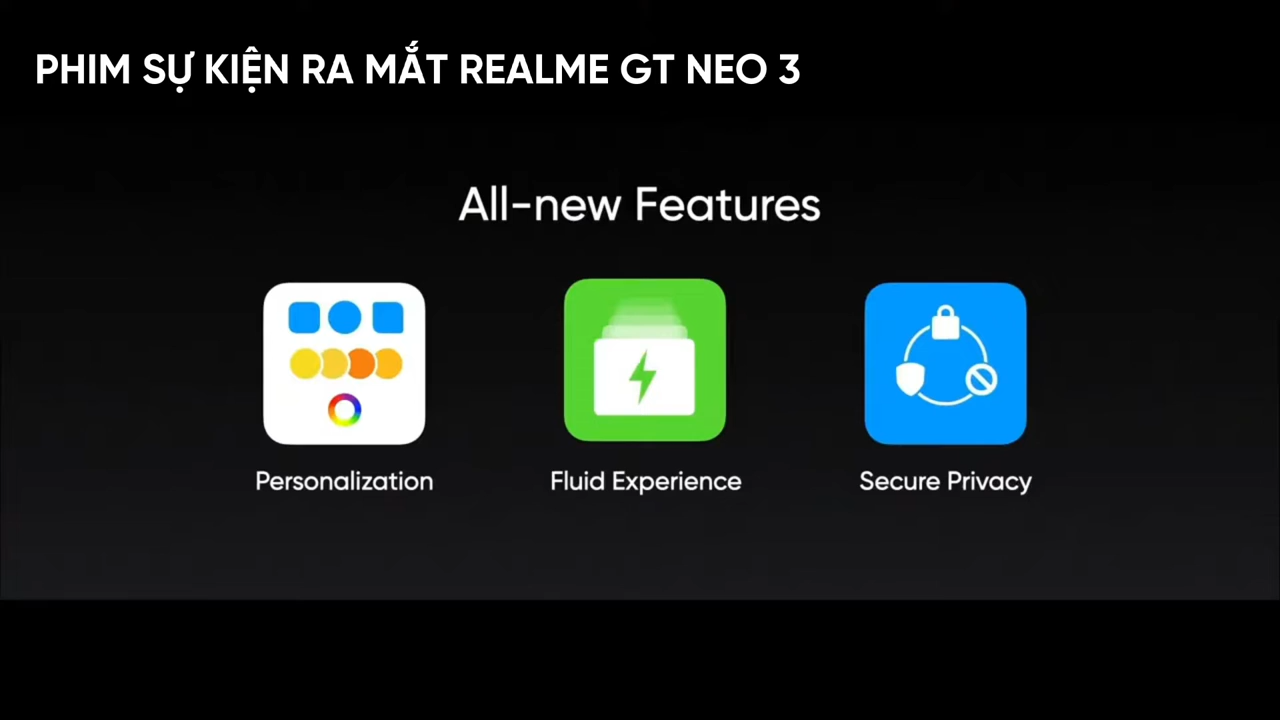 PHIM SỰ KIỆN RA MẮT REALME GT NEO 3
All-new Features
Personalization
Fluid Experience
Secure Privacy